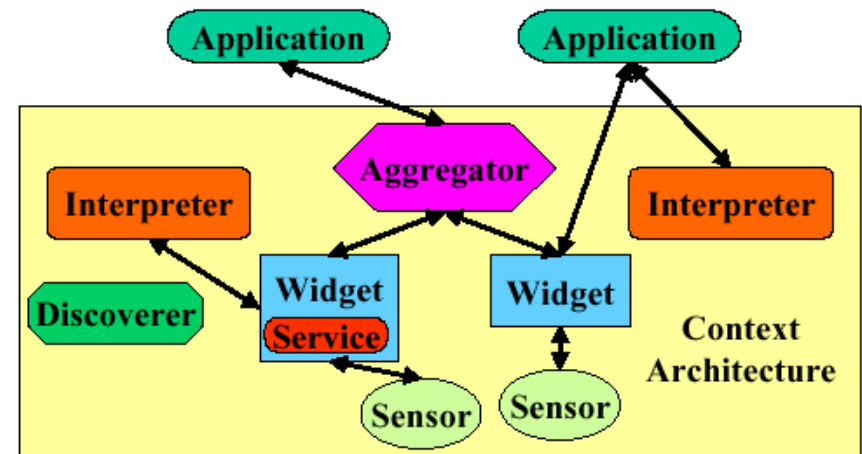 Application
Application
Aggregator
Interpreter
Interpreter
Widget
Widget
Discoverer
Service
Context
Architecture
Sensor
Sensor